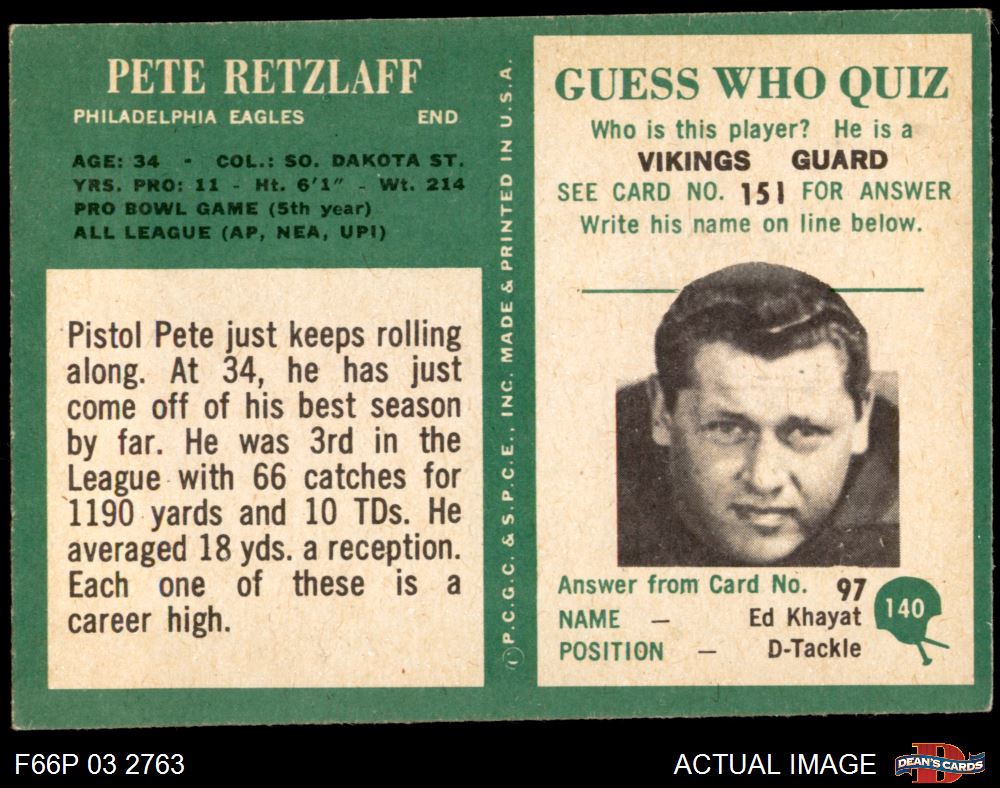 PETE RETZLAFF
PHILADELPHIA EAGLES END
AGE: 34 - COL.: SO. DAKOTA ST.
YRS. PRO: 11 - Ht. 6'1" - Wt. 214
PRO BOWL GAME (5th year)
ALL LEAGUE (AP, NEA, UPI)
Pistol Pete just keeps rolling
along. At 34, he has just
come off of his best season
by far. He was 3rd in the
League with 66 catches for
1190 yards and 10 TDs. He
averaged 18 yds. a reception.
Each one of these is a
career high.
©P.C.G.C. & S.P.C.E., INC. MADE & PRINTED IN U.S.A.
GUESS WHO QUIZ
Who is this player? He is a
VIKINGS GUARD
SEE CARD NO. 151 FOR ANSWER
Write his name on line below.
Answer from Card No. 97
NAME — Ed Khayat
POSITION — D-Tackle
140
F66P 03 2763
ACTUAL IMAGE
DEAN'S CARDS